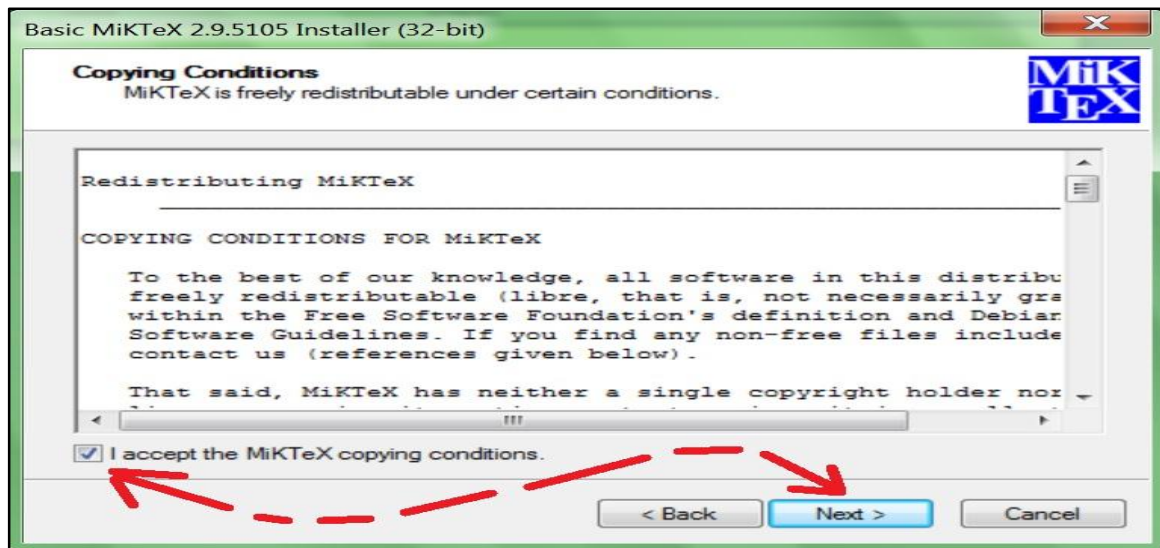 Basic MiKTeX 2.9.5105 Installer (32-bit)
Copying Conditions
MiKTeX is freely redistributable under certain conditions.
MiK
TEX
Redistributing MiKTeX
COPYING CONDITIONS FOR MiKTeX
To the best of our knowledge, all software in this distribu
freely redistributable (libre, that is, not necessarily gra
within the Free Software Foundation's definition and Debian
Software Guidelines. If you find any non-free files include
contact us (references given below).
That said, MiKTeX has neither a single copyright holder nor
I accept the MiKTeX copying conditions.
< Back Next > Cancel